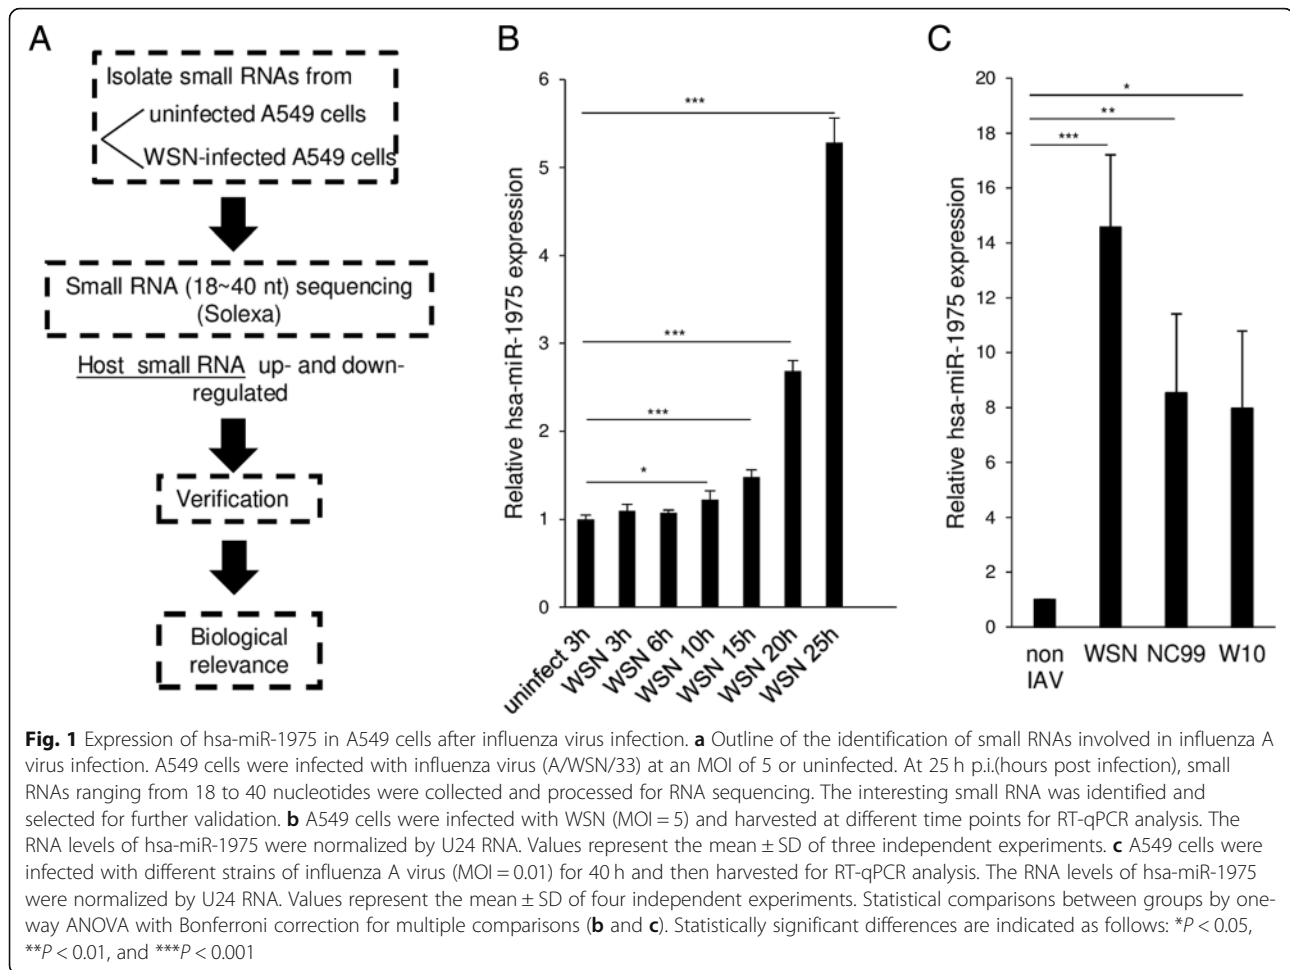 A
Isolate small RNAs from
uninfected A549 cells
WSN-infected A549 cells
Small RNA (18~40 nt) sequencing
(Solexa)
Host small RNA up- and down-
regulated
Verification
Biological
relevance
B
Relative hsa-miR-1975 expression
6
5
4
3
2
1
0
***
***
***
*
uninfect 3h
WSN 3h
WSN 6h
WSN 10h
WSN 15h
WSN 20h
WSN 25h
C
Relative hsa-miR-1975 expression
20
18
16
14
12
10
8
6
4
2
0
*
**
***
non
IAV
WSN
NC99
W10
Fig. 1 Expression of hsa-miR-1975 in A549 cells after influenza virus infection. a Outline of the identification of small RNAs involved in influenza A
virus infection. A549 cells were infected with influenza virus (A/WSN/33) at an MOI of 5 or uninfected. At 25 h p.i.(hours post infection), small
RNAs ranging from 18 to 40 nucleotides were collected and processed for RNA sequencing. The interesting small RNA was identified and
selected for further validation. b A549 cells were infected with WSN (MOI = 5) and harvested at different time points for RT-qPCR analysis. The
RNA levels of hsa-miR-1975 were normalized by U24 RNA. Values represent the mean ± SD of three independent experiments. c A549 cells were
infected with different strains of influenza A virus (MOI = 0.01) for 40 h and then harvested for RT-qPCR analysis. The RNA levels of hsa-miR-1975
were normalized by U24 RNA. Values represent the mean ± SD of four independent experiments. Statistical comparisons between groups by one-
way ANOVA with Bonferroni correction for multiple comparisons (b and c). Statistically significant differences are indicated as follows: *P < 0.05,
**P < 0.01, and ***P < 0.001